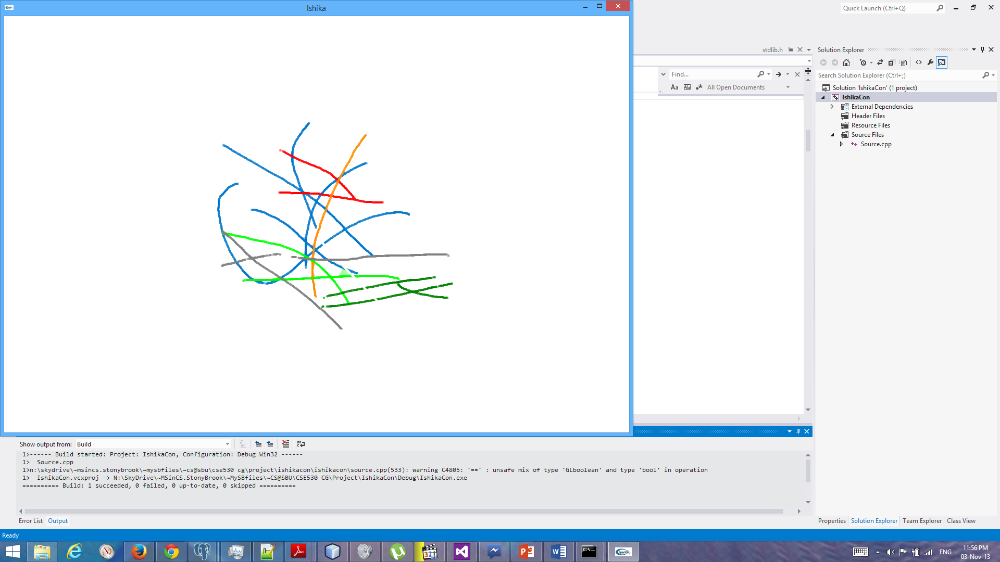 Ishika
Quick Launch (Ctrl+Q)
stdlib.h
Solution Explorer
Find...
Aa
Ab
All Open Documents
Search Solution Explorer (Ctrl+;)
Solution 'IshikaCon' (1 project)
IshikaCon
External Dependencies
Header Files
Resource Files
Source Files
Source.cpp
Show output from: Build
1>------ Build started: Project: IshikaCon, Configuration: Debug Win32 ------
1>  Source.cpp
1>n:\skydrive\~msincs.stonybrook\~mysbfiles\~cs@sbu\cse530 cg\project\ishikacon\ishikacon\source.cpp(533): warning C4805: '==' : unsafe mix of type 'GLboolean' and type 'bool' in operation
1>  IshikaCon.vcxproj -> N:\SkyDrive\~MSinCS.StonyBrook\~MySBfiles\~CS@SBU\CSE530 CG\Project\IshikaCon\Debug\IshikaCon.exe
========== Build: 1 succeeded, 0 failed, 0 up-to-date, 0 skipped ==========
Error List Output
Properties Solution Explorer Team Explorer Class View
Ready
321
OpenGL
ENG
11:56 PM
03-Nov-13